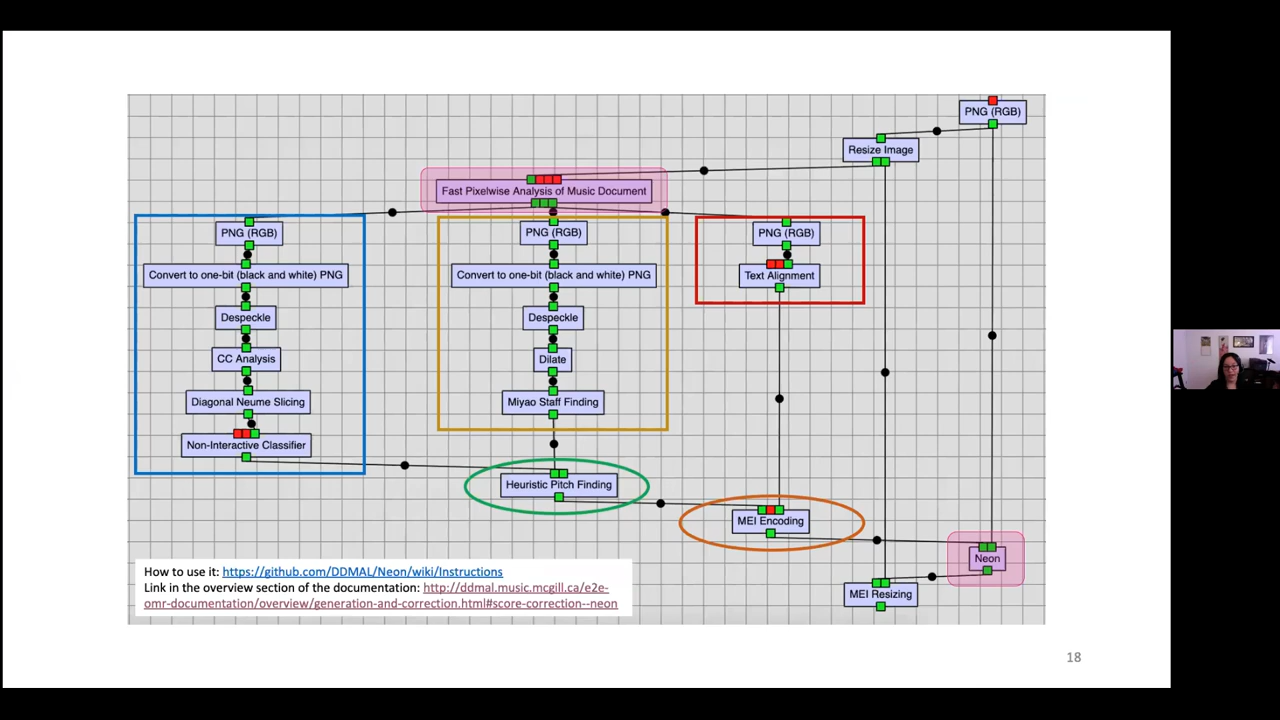 PNG (RGB)
Resize Image
Fast Pixelwise Analysis of Music Document
PNG (RGB)
PNG (RGB)
PNG (RGB)
Convert to one-bit (black and white) PNG
Convert to one-bit (black and white) PNG
Text Alignment
Despeckle
Despeckle
CC Analysis
Dilate
Diagonal Neume Slicing
Miyao Staff Finding
Non-Interactive Classifier
Heuristic Pitch Finding
MEI Encoding
Neon
MEI Resizing
How to use it: https://github.com/DDMAL/Neon/wiki/Instructions
Link in the overview section of the documentation: http://ddmal.music.mcgill.ca/e2e-
omr-documentation/overview/generation-and-correction.html#score-correction--neon
18